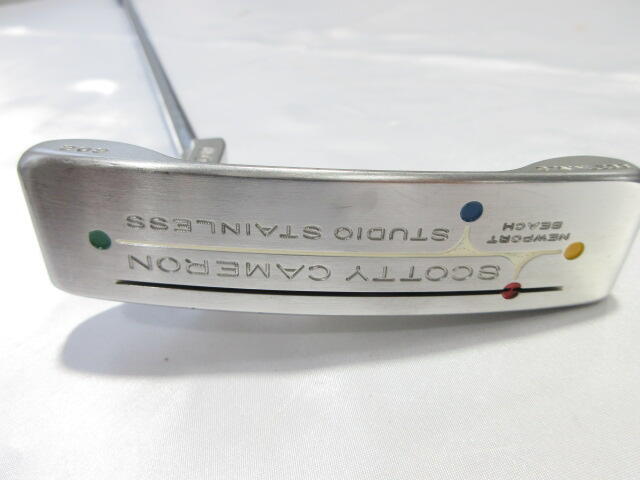 SCOTTY CAMERON
STUDIO STAINLESS
NEWPORT
BEACH